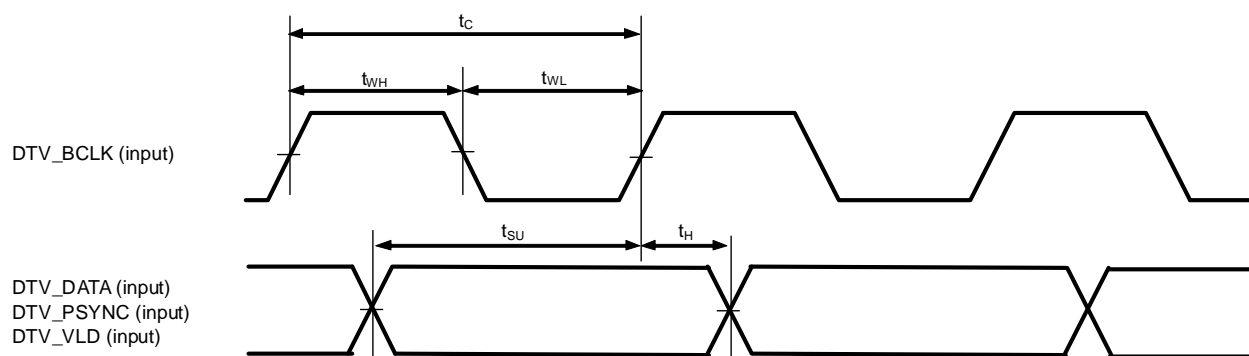 tC
tWH
tWL
DTV_BCLK (input)
tSU
tH
DTV_DATA (input)
DTV_PSYNC (input)
DTV_VLD (input)